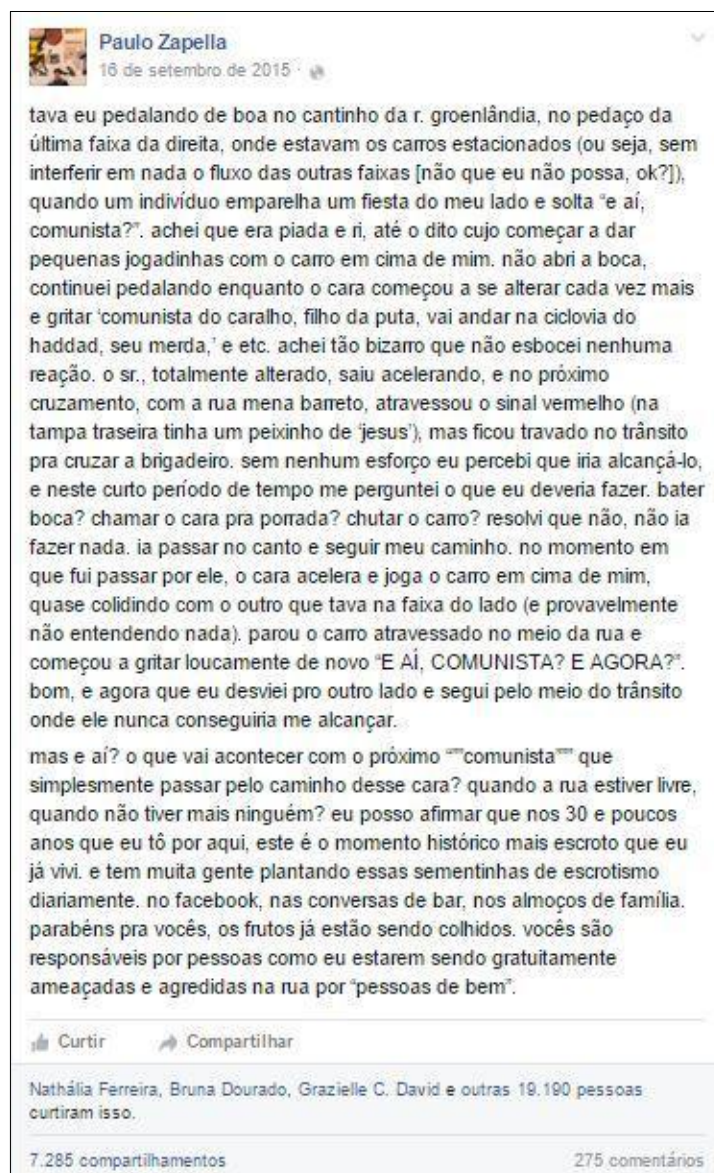 Paulo Zapella
16 de setembro de 2015 ·
tava eu pedalando de boa no cantinho da r. groenlândia, no pedaço da
última faixa da direita, onde estavam os carros estacionados (ou seja, sem
interferir em nada o fluxo das outras faixas [não que eu não possa, ok?]),
quando um indivíduo emparelha um fiesta do meu lado e solta “e aí,
comunista?”. achei que era piada e ri, até o dito cujo começar a dar
pequenas jogadinhas com o carro em cima de mim. não abri a boca,
continuei pedalando enquanto o cara começou a se alterar cada vez mais
e gritar ‘comunista do caralho, filho da puta, vai andar na ciclovia do
haddad, seu merda,’ e etc. achei tão bizarro que não esbocei nenhuma
reação. o sr., totalmente alterado, saiu acelerando, e no próximo
cruzamento, com a rua mena barreto, atravessou o sinal vermelho (na
tampa traseira tinha um peixinho de ‘jesus’), mas ficou travado no trânsito
pra cruzar a brigadeiro. sem nenhum esforço eu percebi que iria alcançá-lo,
e neste curto período de tempo me perguntei o que eu deveria fazer. bater
boca? chamar o cara pra porrada? chutar o carro? resolvi que não, não ia
fazer nada. ia passar no canto e seguir meu caminho. no momento em
que fui passar por ele, o cara acelera e joga o carro em cima de mim,
quase colidindo com o outro que tava na faixa do lado (e provavelmente
não entendendo nada). parou o carro atravessado no meio da rua e
começou a gritar loucamente de novo “E AÍ, COMUNISTA? E AGORA?”.
bom, e agora que eu desviei pro outro lado e segui pelo meio do trânsito
onde ele nunca conseguiria me alcançar.
mas e aí? o que vai acontecer com o próximo “"”comunista”"” que
simplesmente passar pelo caminho desse cara? quando a rua estiver livre,
quando não tiver mais ninguém? eu posso afirmar que nos 30 e poucos
anos que eu tô por aqui, este é o momento histórico mais escroto que eu
já vivi. e tem muita gente plantando essas sementinhas de escrotismo
diariamente. no facebook, nas conversas de bar, nos almoços de família.
parabéns pra vocês, os frutos já estão sendo colhidos. vocês são
responsáveis por pessoas como eu estarem sendo gratuitamente
ameaçadas e agredidas na rua por “pessoas de bem”.
Curtir Compartilhar
Nathália Ferreira, Bruna Dourado, Grazielle C. David e outras 19.190 pessoas
curtiram isso.
7.285 compartilhamentos 275 comentários